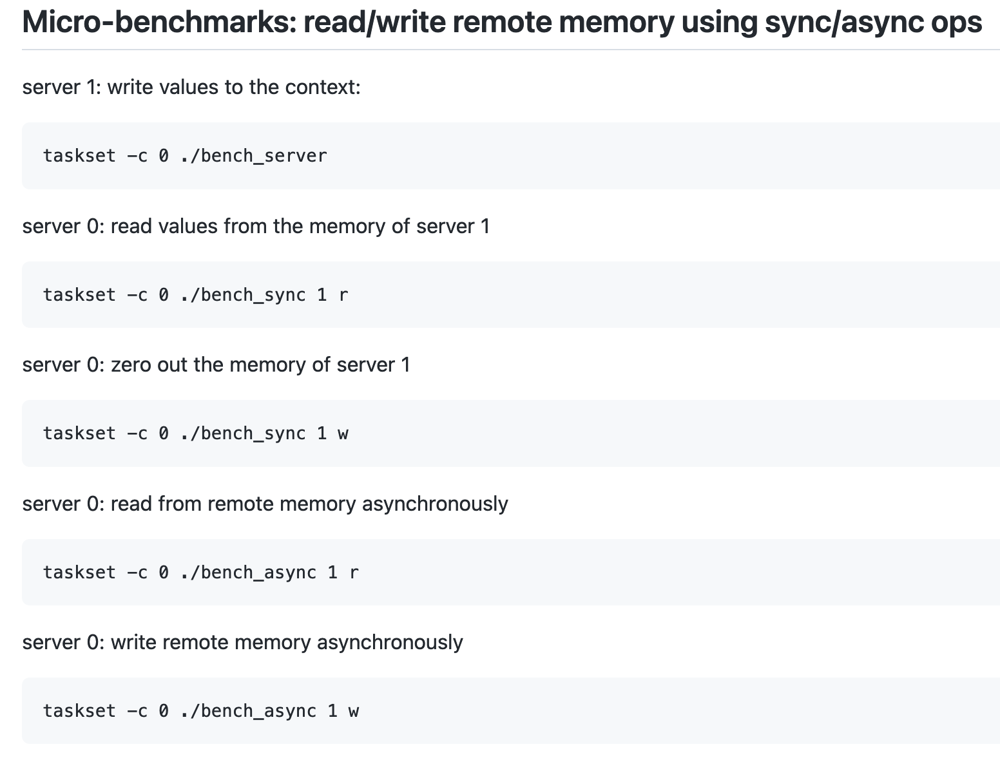 Micro-benchmarks: read/write remote memory using sync/async ops
server 1: write values to the context:
taskset -c 0 ./bench_server
server 0: read values from the memory of server 1
taskset -c 0 ./bench_sync 1 r
server 0: zero out the memory of server 1
taskset -c 0 ./bench_sync 1 w
server 0: read from remote memory asynchronously
taskset -c 0 ./bench_async 1 r
server 0: write remote memory asynchronously
taskset -c 0 ./bench_async 1 w